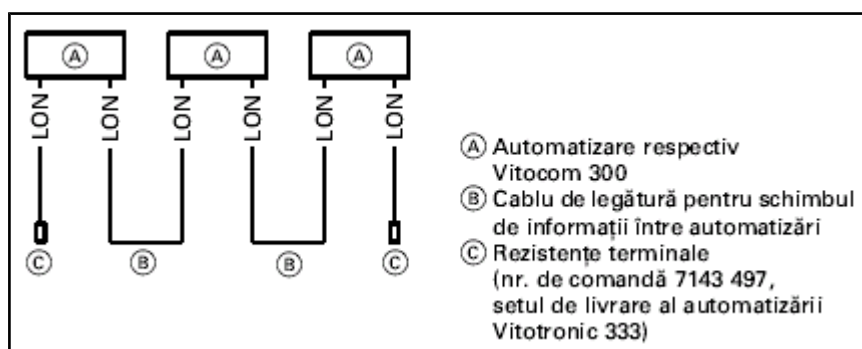 Ⓐ Ⓐ Ⓐ
LON LON LON LON LON LON
Ⓒ Ⓑ Ⓑ Ⓒ
Ⓐ Automatizare respectiv
Vitocom 300
Ⓑ Cablu de legătură pentru schimbul
de informații între automatizări
Ⓒ Rezistențe terminale
(nr. de comandă 7143 497,
setul de livrare al automatizării
Vitotronic 333)